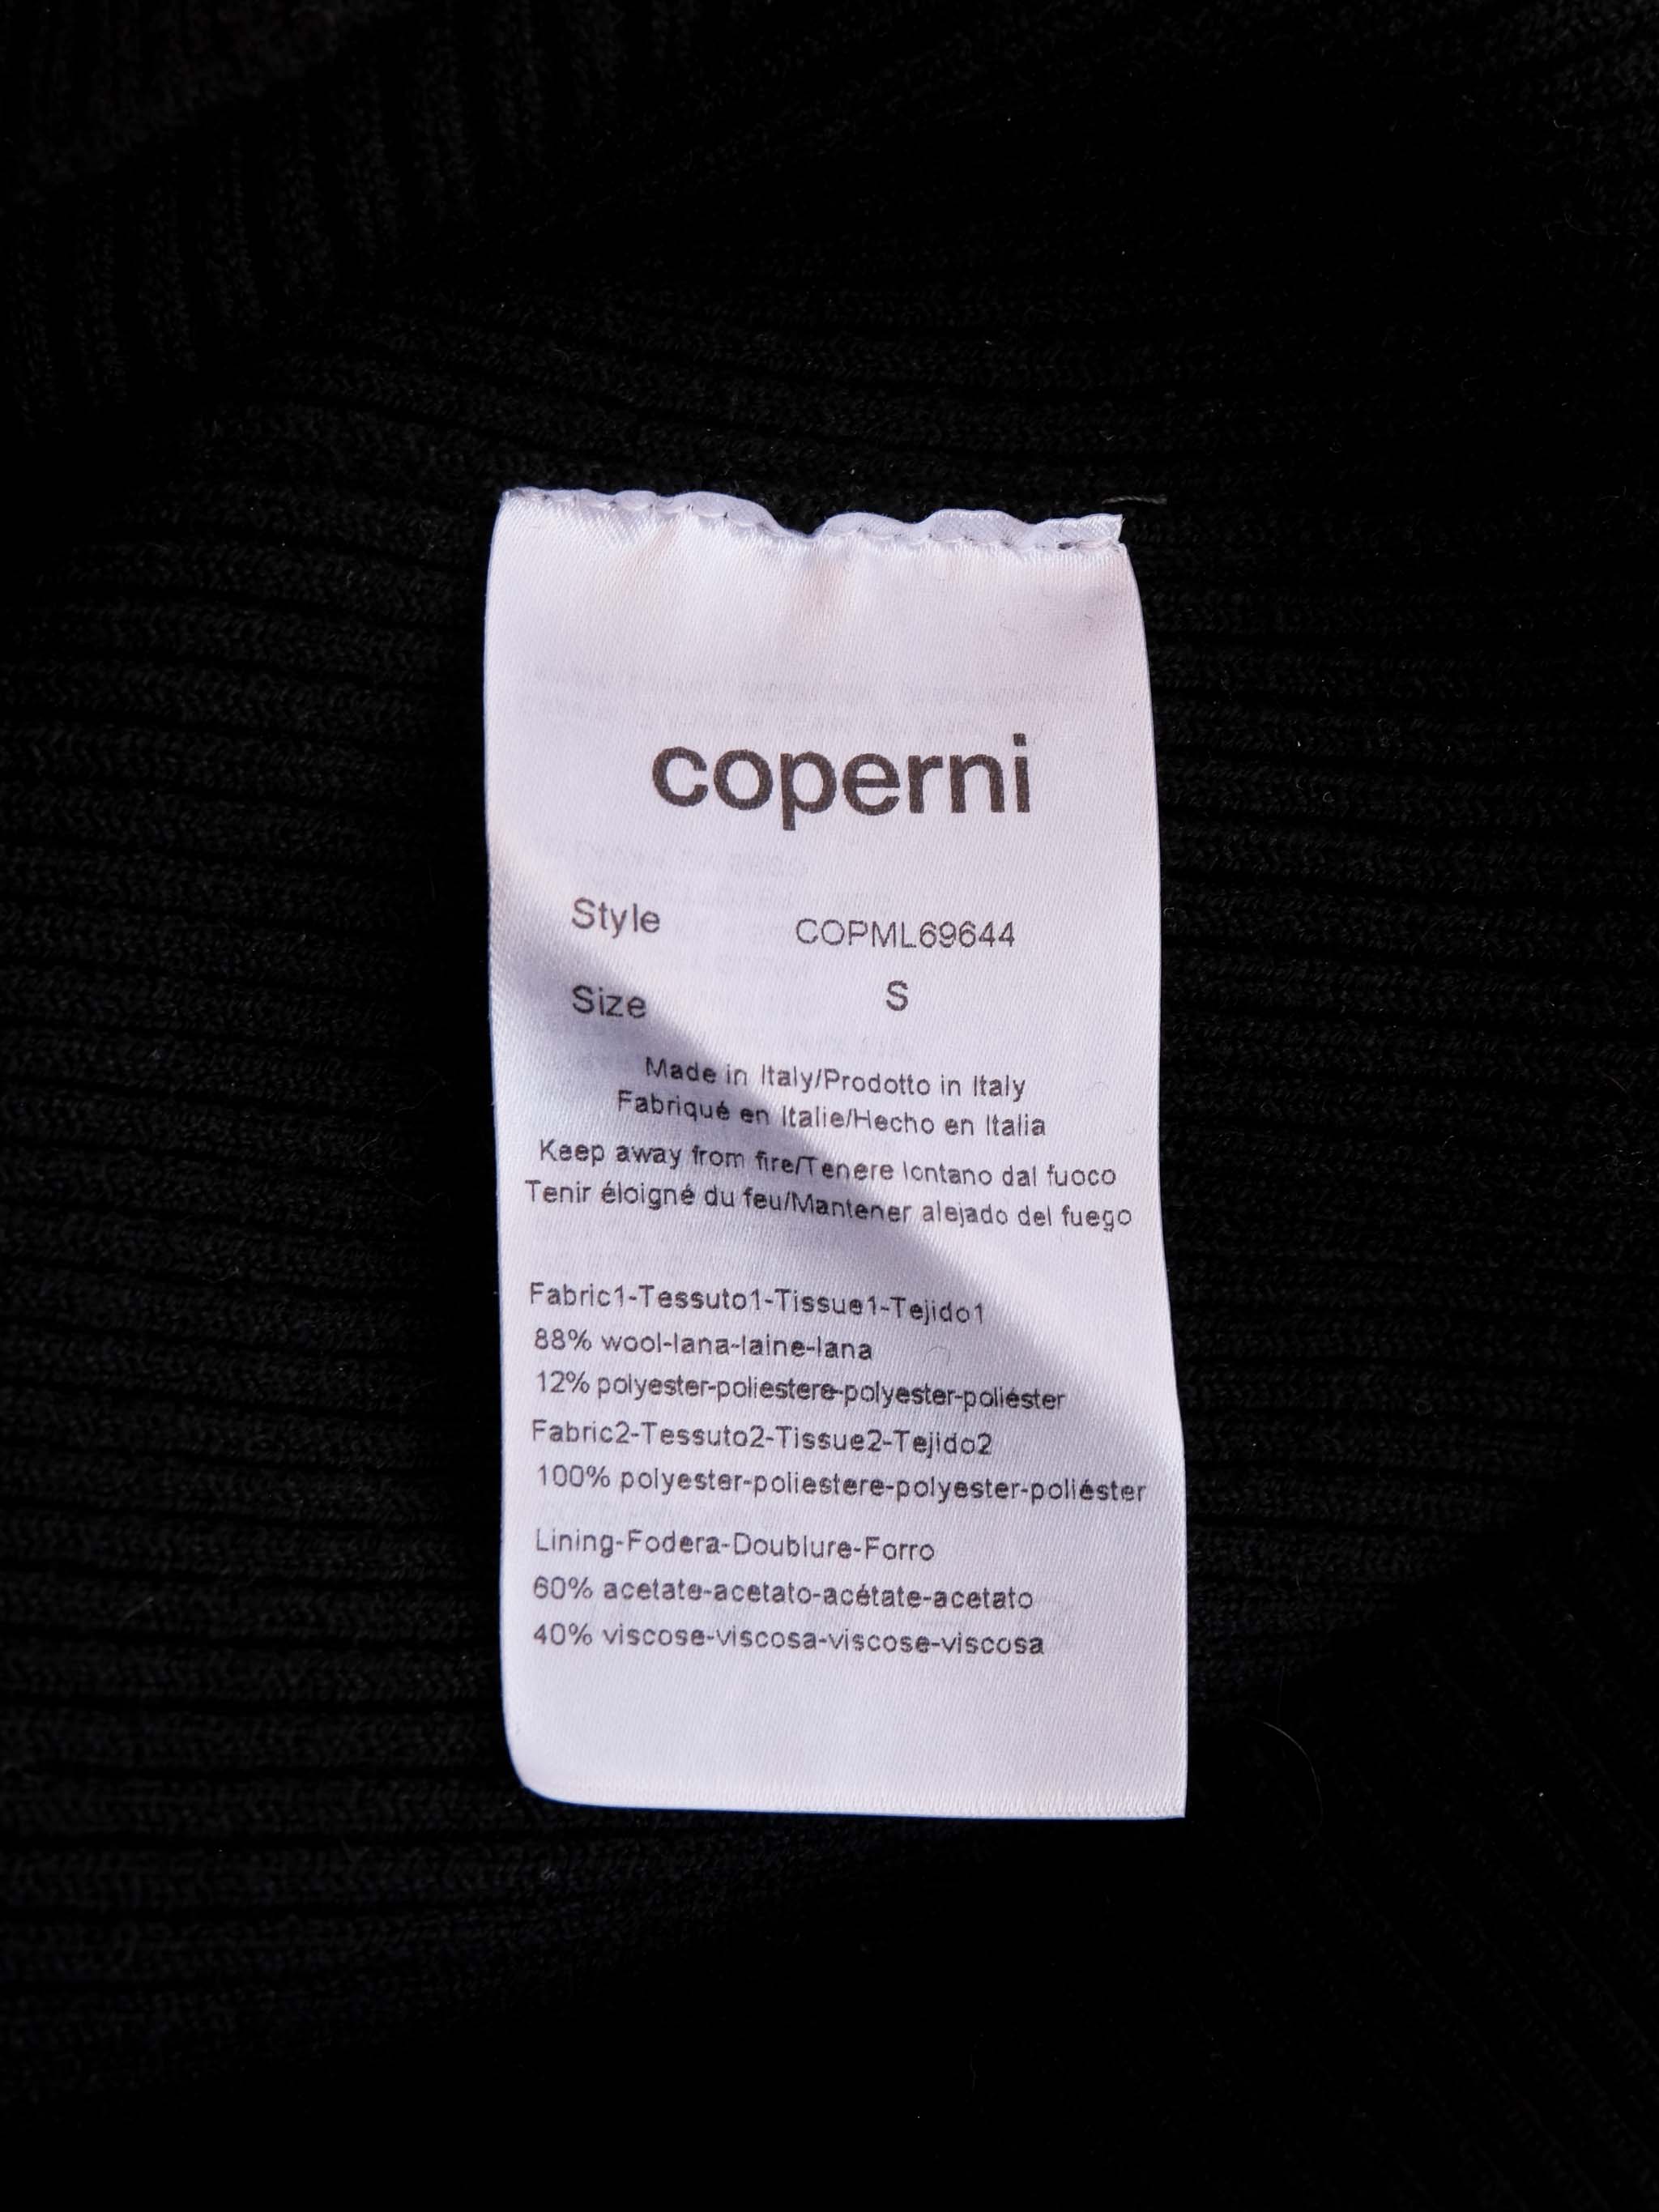 coperni
Style COPML69644
Size S
Made in Italy/Prodotto in Italy
Fabriqué en Italie/Hecho en Italia
Keep away from fire/Tenere lontano dal fuoco
Tenir éloigné du feu/Mantener alejado del fuego
Fabric1-Tessuto1-Tissue1-Tejido1
88% wool-lana-laine-lana
12% polyester-poliestere-polyester-poliéster
Fabric2-Tessuto2-Tissue2-Tejido2
100% polyester-poliestere-polyester-poliéster
Lining-Fodera-Doublure-Forro
60% acetate-acetato-acétate-acetato
40% viscose-viscosa-viscose-viscosa